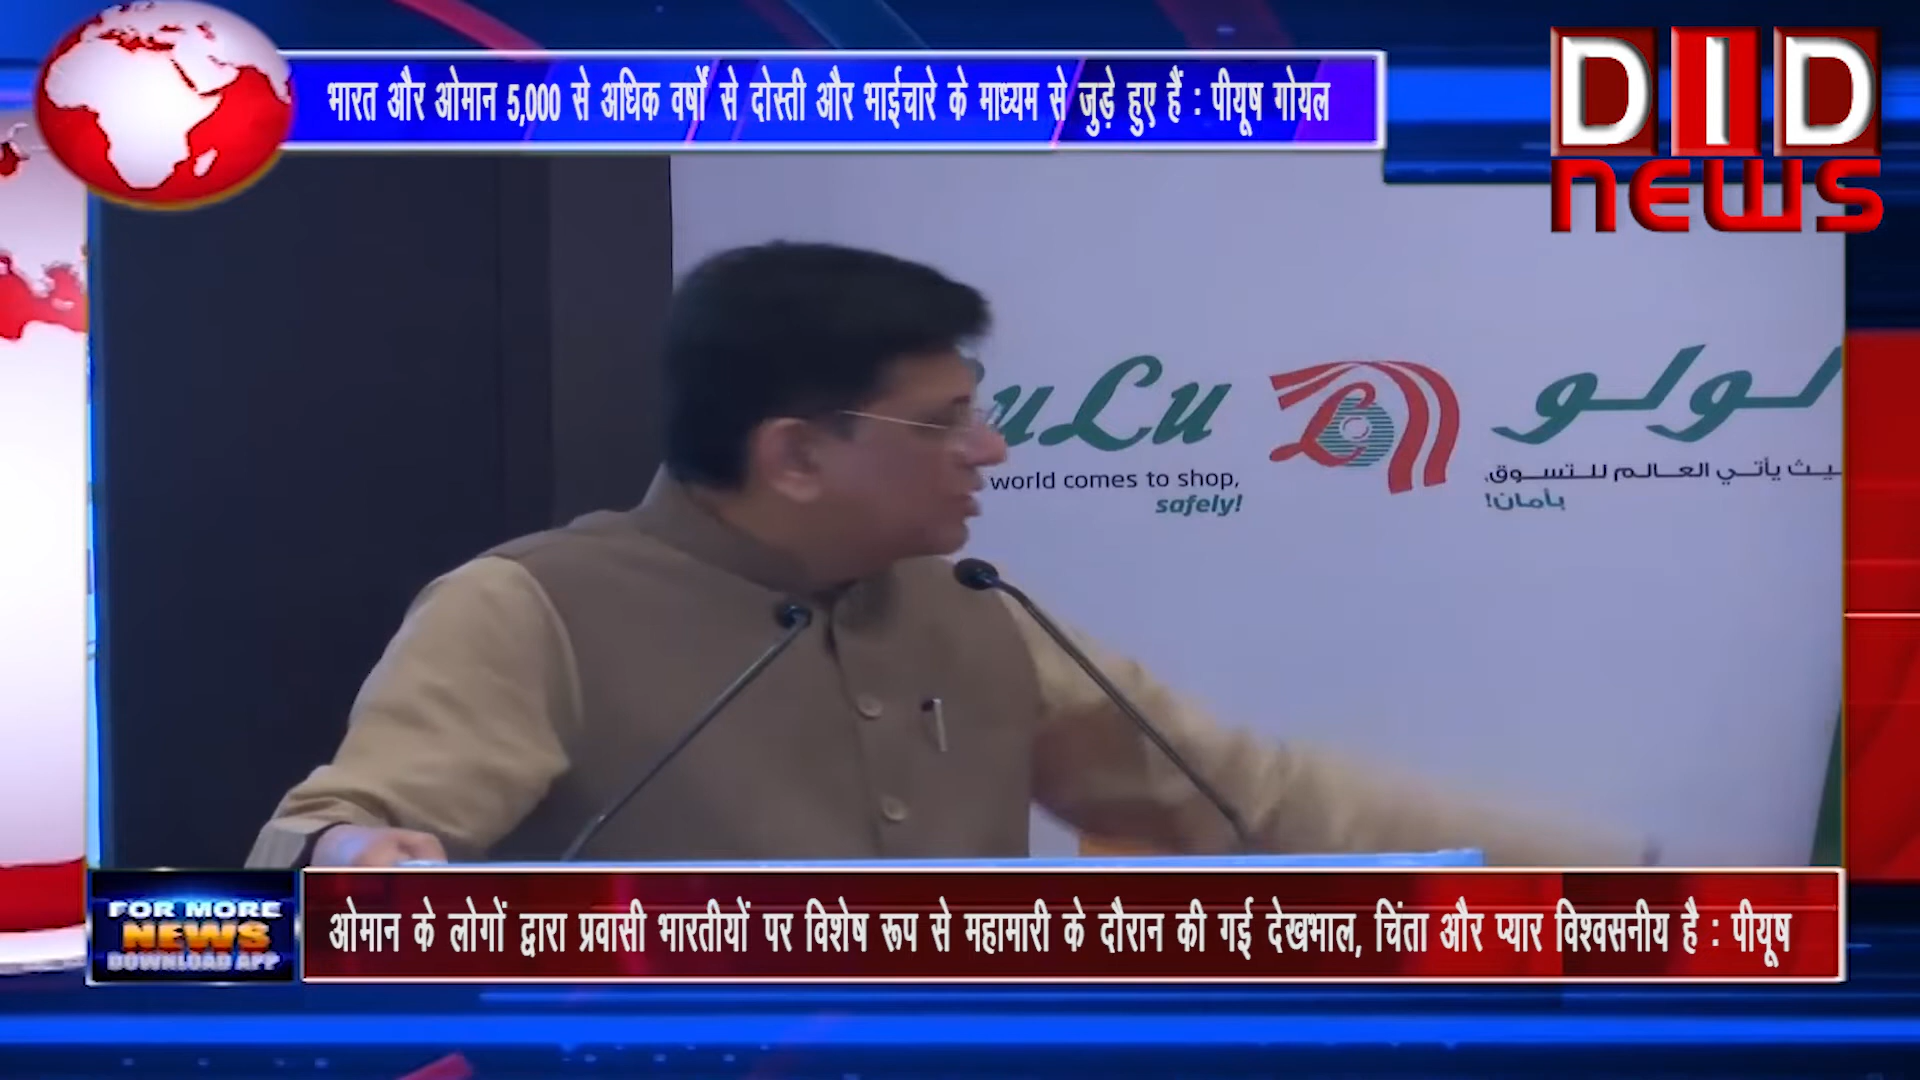 भारत और ओमान 5,000 से अधिक वर्षों से दोस्ती और भाईचारे के माध्यम से जुड़े हुए हैं : पीयूष गोयल
DID
NEWS
uLu
لولو
world comes to shop,
safely!
يث يأتي العالم للتسوق,
بأمان!
FOR MORE
NEWS
DOWNLOAD APP
ओमान के लोगों द्वारा प्रवासी भारतीयों पर विशेष रूप से महामारी के दौरान की गई देखभाल, चिंता और प्यार विश्वसनीय है : पीयूष